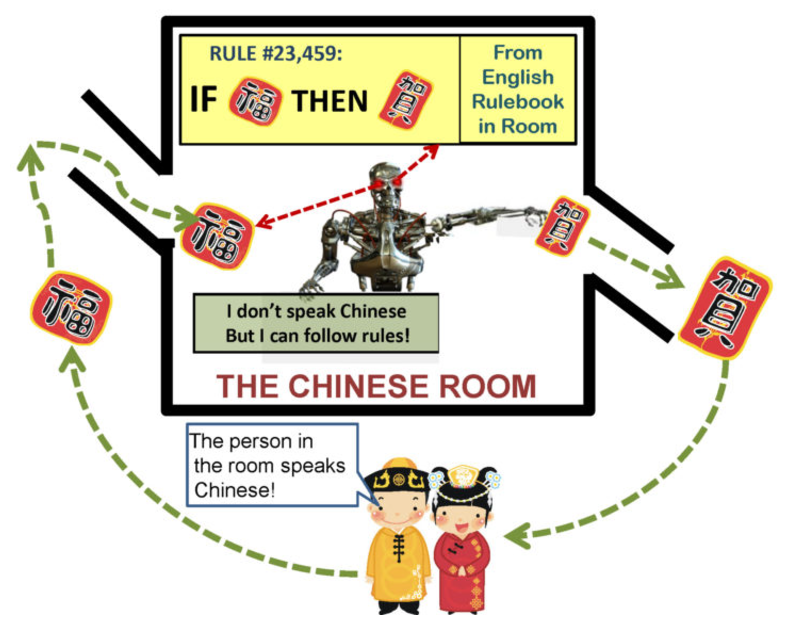 RULE #23,459:
IF 福 THEN 賀
From
English
Rulebook
in Room
福
賀
福
賀
I don't speak Chinese
But I can follow rules!
THE CHINESE ROOM
The person in
the room speaks
Chinese!